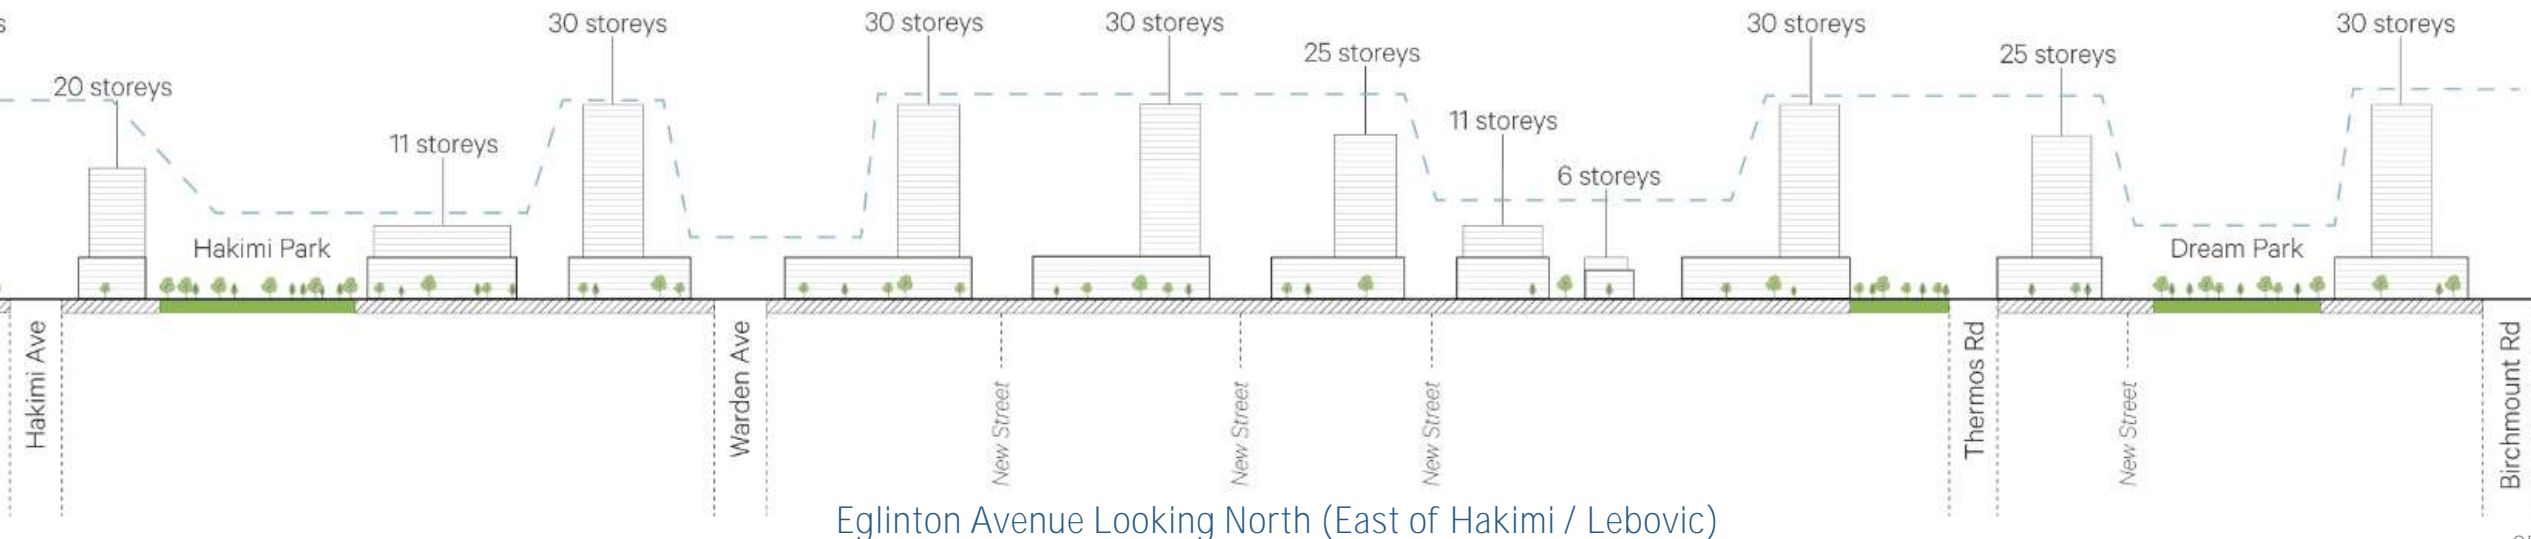 30 storeys
30 storeys
30 storeys
30 storeys
30 storeys
25 storeys
25 storeys
20 storeys
11 storeys
11 storeys
6 storeys
Hakimi Park
Dream Park
Hakimi Ave
Warden Ave
New Street
New Street
New Street
Thermos Rd
New Street
Birchmount Rd
Eglinton Avenue Looking North (East of Hakimi / Lebovic)